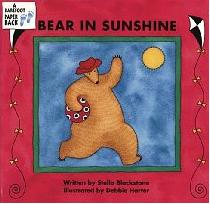 A
BAREFOOT
PAPER
BACK
BEAR IN SUNSHINE
Written by Stella Blackstone
Illustrated by Debbie Harter